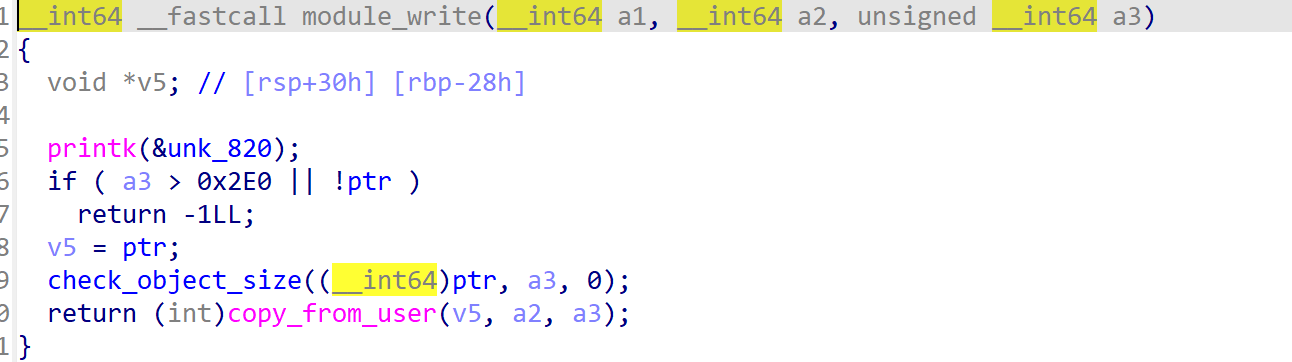 1 __int64 __fastcall module_write(__int64 a1, __int64 a2, unsigned __int64 a3)
2 {
3 void *v5; // [rsp+30h] [rbp-28h]
4
5 printk(&unk_820);
6 if ( a3 > 0x2E0 || !ptr )
7 return -1LL;
8 v5 = ptr;
9 check_object_size((__int64)ptr, a3, 0);
0 return (int)copy_from_user(v5, a2, a3);
1 }